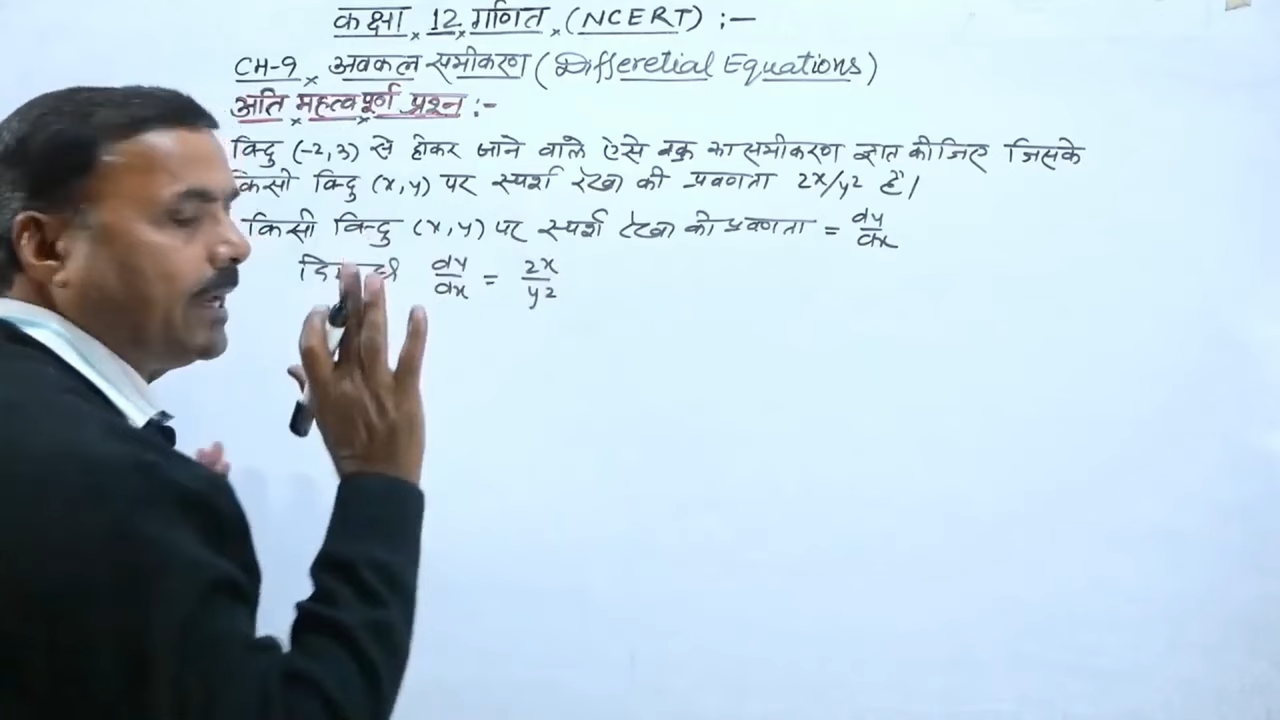 कक्षा × 12 × गणित × (NCERT) :—
CH-9 × अवकल समीकरण (Differetial Equations)
अति × महत्वपूर्ण × प्रश्न :-
बिन्दु (-2,3) से होकर जाने वाले ऐसे वक्र का समीकरण ज्ञात कीजिए जिसके
किसी बिन्दु (x,y) पर स्पर्श रेखा की प्रवणता 2x/y2 है।
किसी बिन्दु (x,y) पर स्पर्श रेखा की प्रवणता = dy/dx
dy/dx = 2x/y2